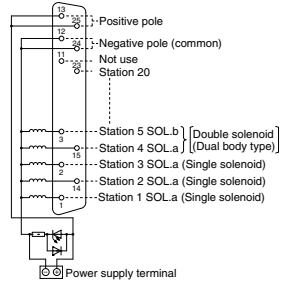 13
25
Positive pole
12
24
Negative pole (common)
11
Not use
23
Station 20
3
Station 5 SOL.b
15
Station 4 SOL.a
Double solenoid
(Dual body type)
Station 3 SOL.a (Single solenoid)
2
Station 2 SOL.a (Single solenoid)
14
Station 1 SOL.a (Single solenoid)
1
Power supply terminal